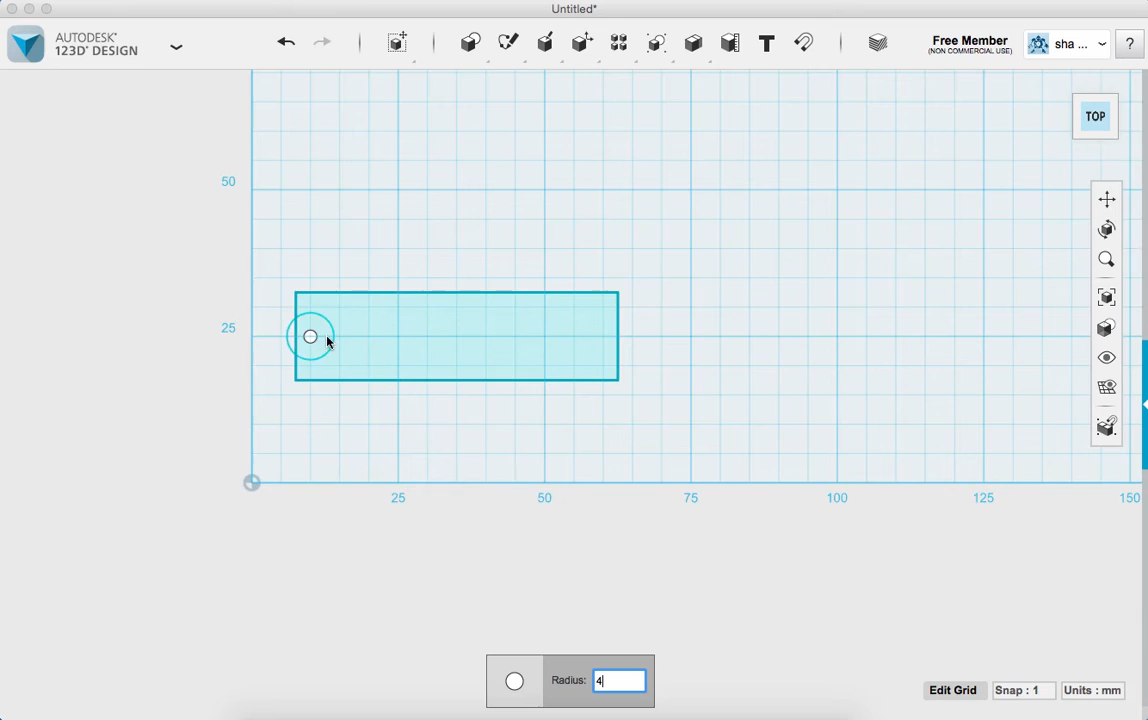 Untitled*
AUTODESK®
123D® DESIGN
Free Member
(NON COMMERCIAL USE)
sha ...
?
TOP
50
25
25
50
75
100
125
150
Radius: 4
Edit Grid
Snap : 1
Units : mm